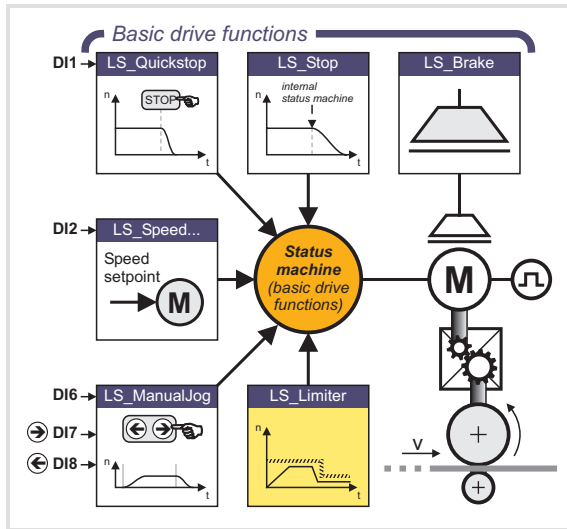 Basic drive functions
DI1
LS_Quickstop
LS_Stop
LS_Brake
n
STOP
t
n
internal
status machine
t
DI2
LS_Speed...
Speed
setpoint
M
Status
machine
(basic drive
functions)
M
DI6
LS_ManualJog
LS_Limiter
DI7
DI8
n
t
n
t
v